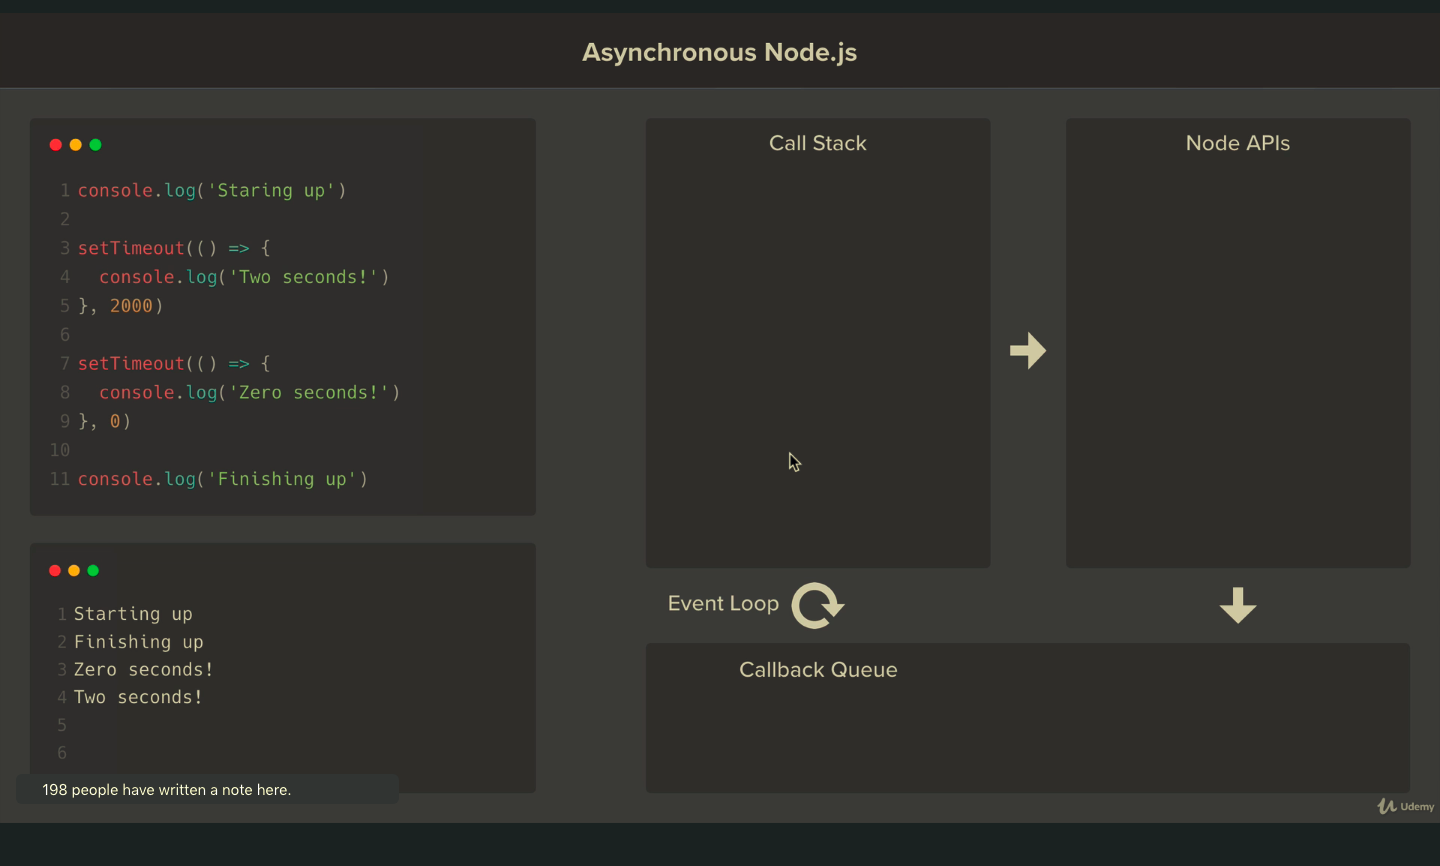 Asynchronous Node.js
1 console.log('Staring up')
2
3 setTimeout(() => {
4   console.log('Two seconds!')
5 }, 2000)
6
7 setTimeout(() => {
8   console.log('Zero seconds!')
9 }, 0)
10
11 console.log('Finishing up')
1 Starting up
2 Finishing up
3 Zero seconds!
4 Two seconds!
5
6
198 people have written a note here.
Call Stack
Node APIs
Event Loop
Callback Queue
Udemy